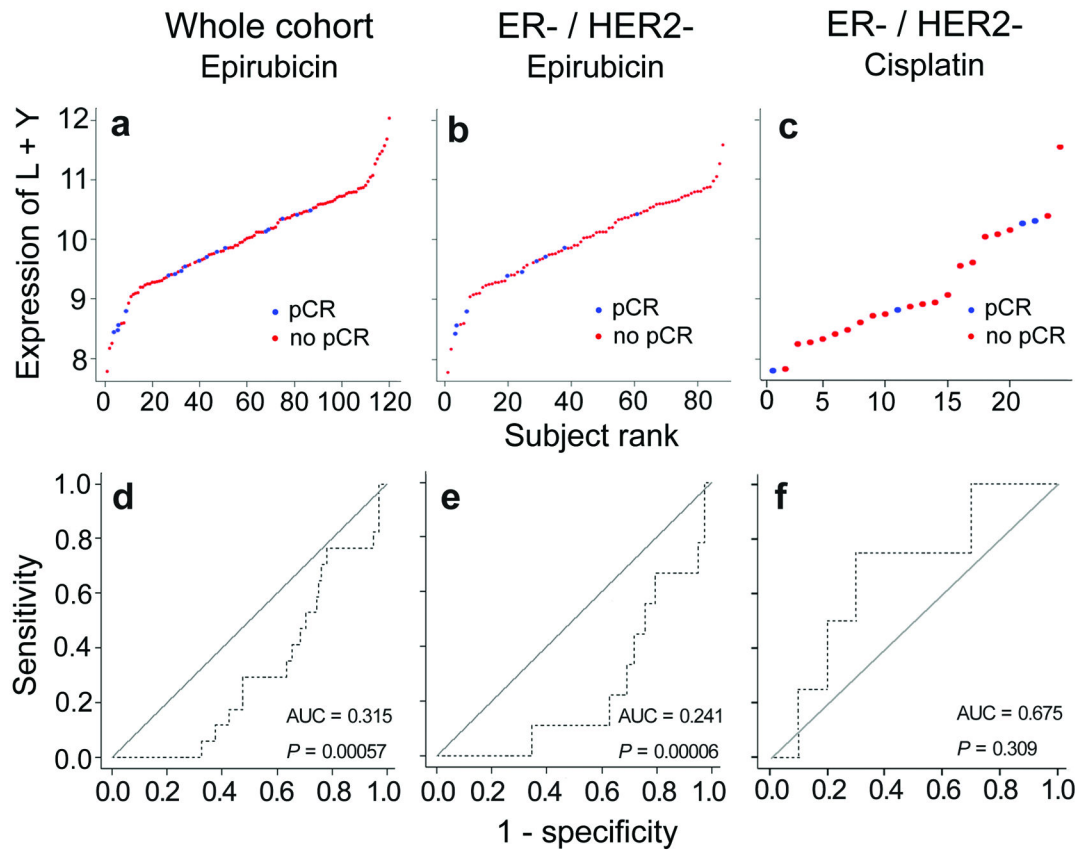 Whole cohort
Epirubicin
ER- / HER2-
Epirubicin
ER- / HER2-
Cisplatin
Expression of L + Y
12
11
10
9
8
a
pCR
no pCR
0 20 40 60 80 100 120
b
pCR
no pCR
0 20 40 60 80
c
pCR
no pCR
0 5 10 15 20
Subject rank
Sensitivity
1.0
0.8
0.6
0.4
0.2
0.0
d
AUC = 0.315
P = 0.00057
0.0 0.2 0.4 0.6 0.8 1.0
e
AUC = 0.241
P = 0.00006
0.0 0.2 0.4 0.6 0.8 1.0
f
AUC = 0.675
P = 0.309
0.0 0.2 0.4 0.6 0.8 1.0
1 - specificity